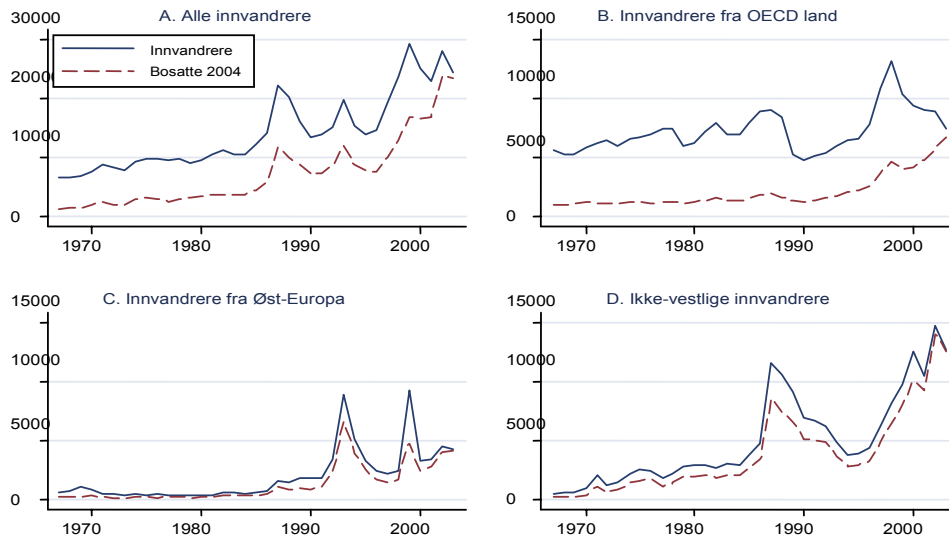 A. Alle innvandrere
30000
20000
10000
0
Innvandrere
Bosatte 2004
1970 1980 1990 2000
B. Innvandrere fra OECD land
15000
10000
5000
0
1970 1980 1990 2000
C. Innvandrere fra Øst-Europa
15000
10000
5000
0
1970 1980 1990 2000
D. Ikke-vestlige innvandrere
15000
10000
5000
0
1970 1980 1990 2000